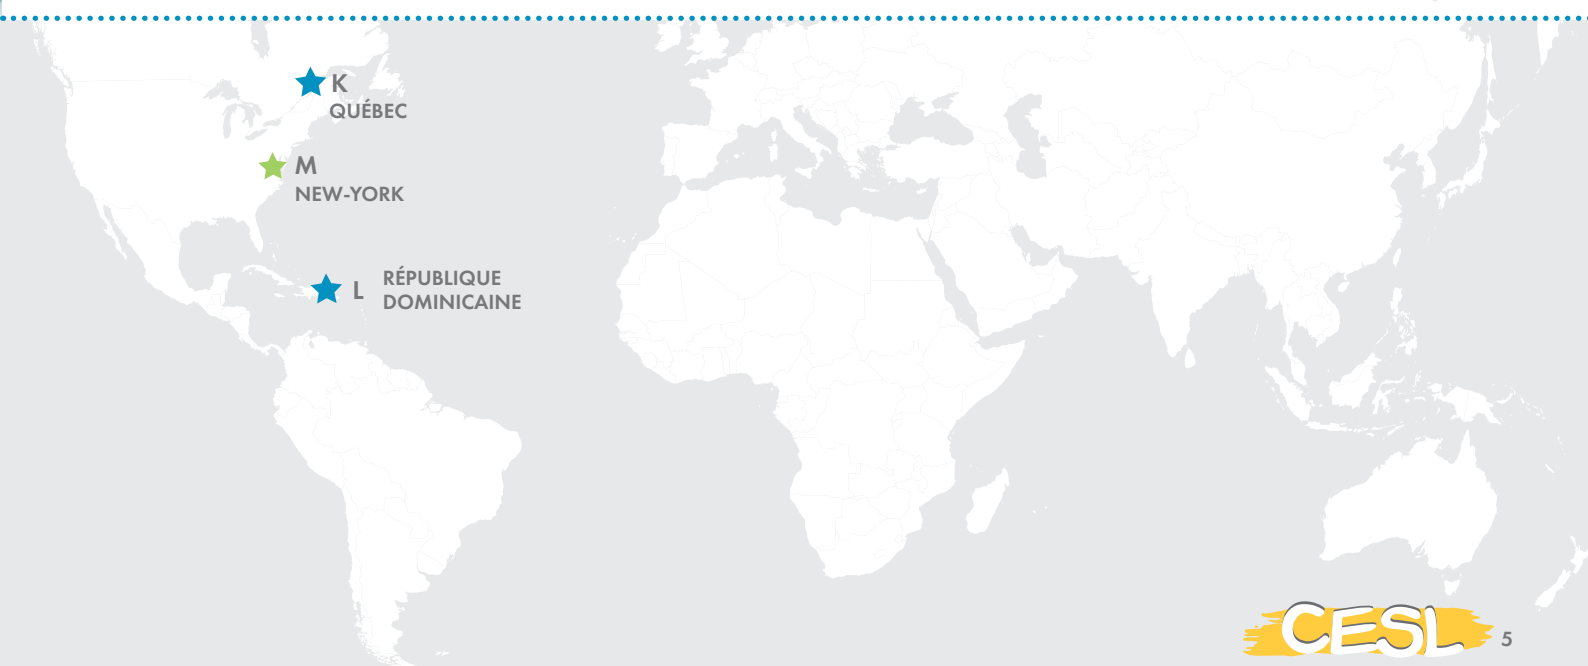 K
QUÉBEC
M
NEW-YORK
L
RÉPUBLIQUE
DOMINICAINE
CESL
5